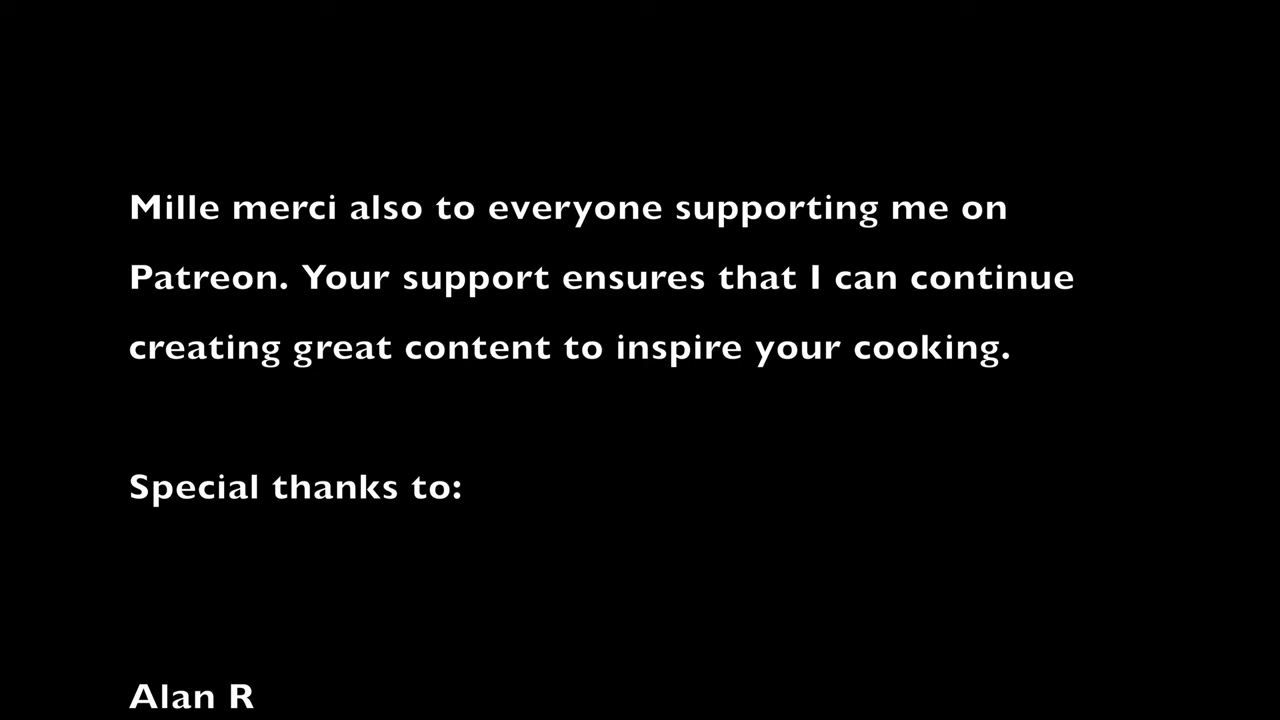 Mille merci also to everyone supporting me on
Patreon. Your support ensures that I can continue
creating great content to inspire your cooking.
Special thanks to:
Alan R